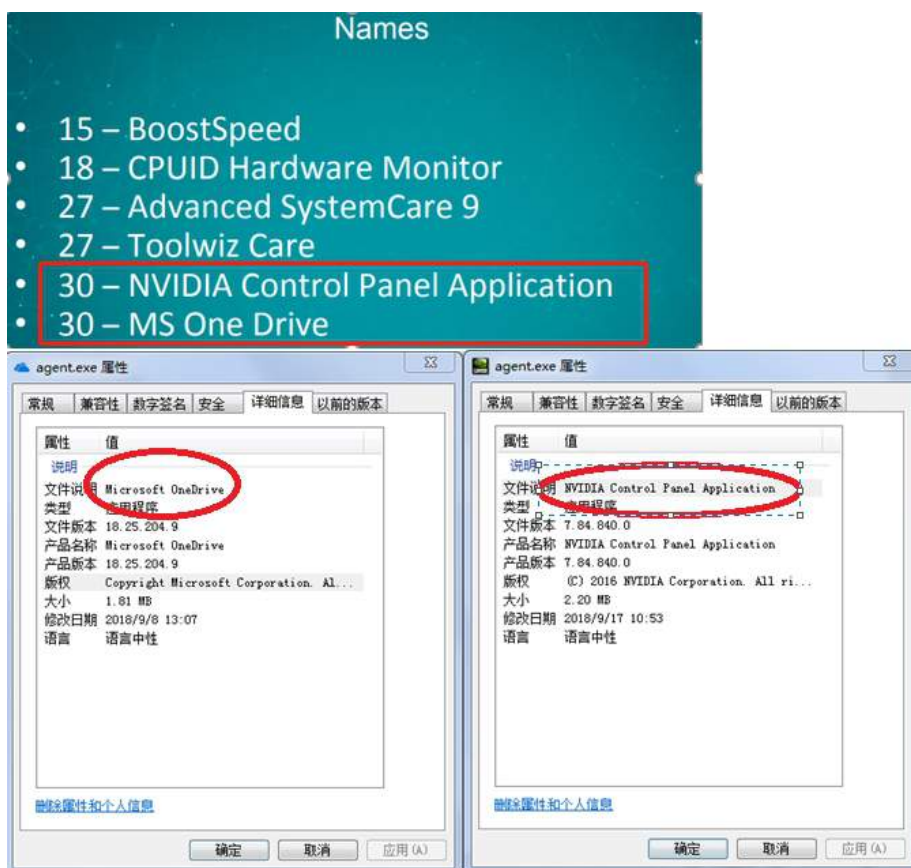 Names
• 15 – BoostSpeed
• 18 – CPUID Hardware Monitor
• 27 – Advanced SystemCare 9
• 27 – Toolwiz Care
• 30 – NVIDIA Control Panel Application
• 30 – MS One Drive
agent.exe 属性
常规 兼容性 数字签名 安全 详细信息 以前的版本
属性 值
说明
文件说明 Microsoft OneDrive
类型 应用程序
文件版本 18.25.204.9
产品名称 Microsoft OneDrive
产品版本 18.25.204.9
版权 Copyright Microsoft Corporation. Al...
大小 1.81 MB
修改日期 2018/9/8 13:07
语言 语言中性
删除属性和个人信息
确定 取消 应用(A)
agent.exe 属性
常规 兼容性 数字签名 安全 详细信息 以前的版本
属性 值
说明
文件说明 NVIDIA Control Panel Application
类型 应用程序
文件版本 7.84.840.0
产品名称 NVIDIA Control Panel Application
产品版本 7.84.840.0
版权 (C) 2016 NVIDIA Corporation. All ri...
大小 2.20 MB
修改日期 2018/9/17 10:53
语言 语言中性
删除属性和个人信息
确定 取消 应用(A)